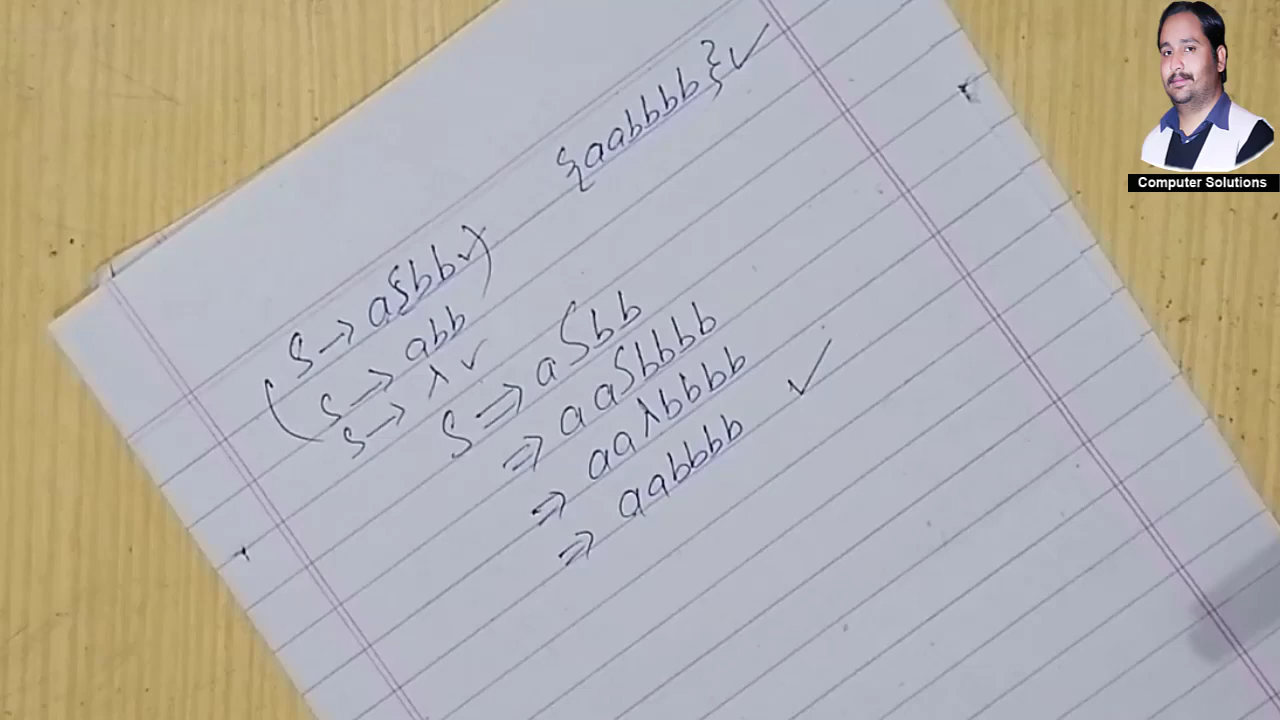 {aabbbb}✓
S → aSbb ✓)
(S → abb
S → λ ✓
S ⇒ aSbb
⇒ aaSbbbb
⇒ aaλbbbb
⇒ aabbbb ✓
Computer Solutions